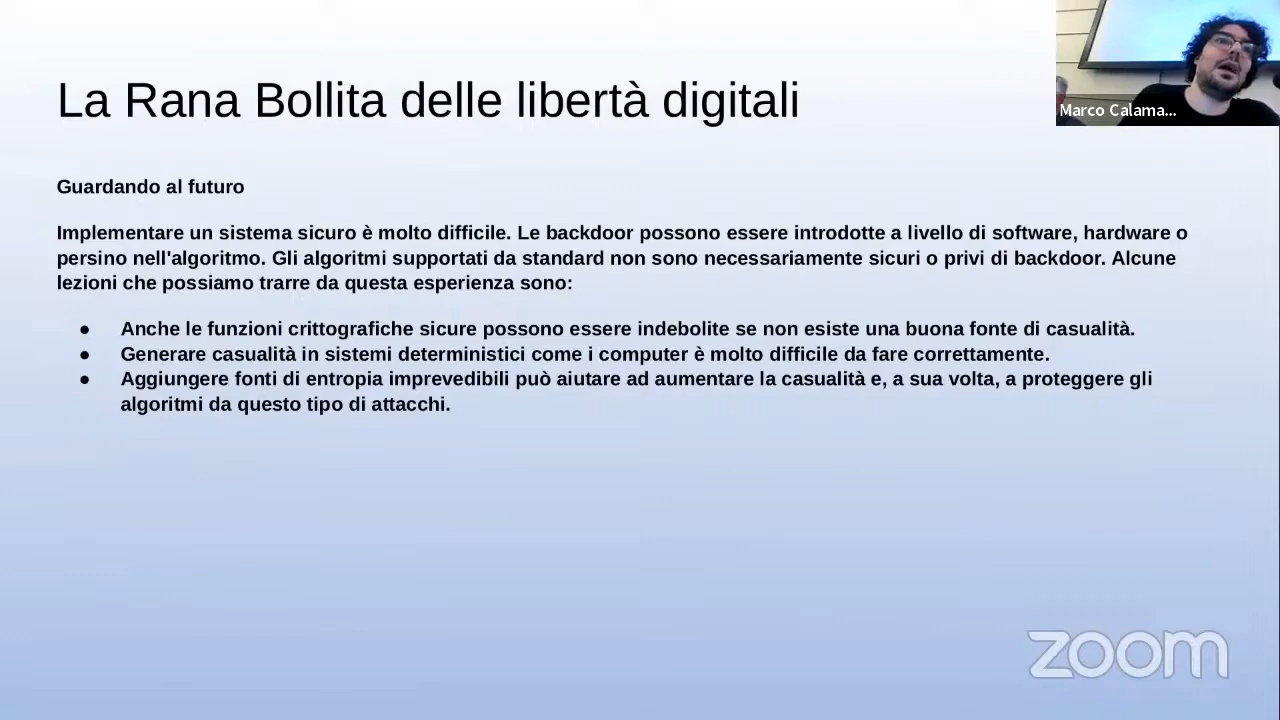 La Rana Bollita delle libertà digitali
Marco Calama...
Guardando al futuro
Implementare un sistema sicuro è molto difficile. Le backdoor possono essere introdotte a livello di software, hardware o
persino nell'algoritmo. Gli algoritmi supportati da standard non sono necessariamente sicuri o privi di backdoor. Alcune
lezioni che possiamo trarre da questa esperienza sono:
● Anche le funzioni crittografiche sicure possono essere indebolite se non esiste una buona fonte di casualità.
● Generare casualità in sistemi deterministici come i computer è molto difficile da fare correttamente.
● Aggiungere fonti di entropia imprevedibili può aiutare ad aumentare la casualità e, a sua volta, a proteggere gli
algoritmi da questo tipo di attacchi.
zoom